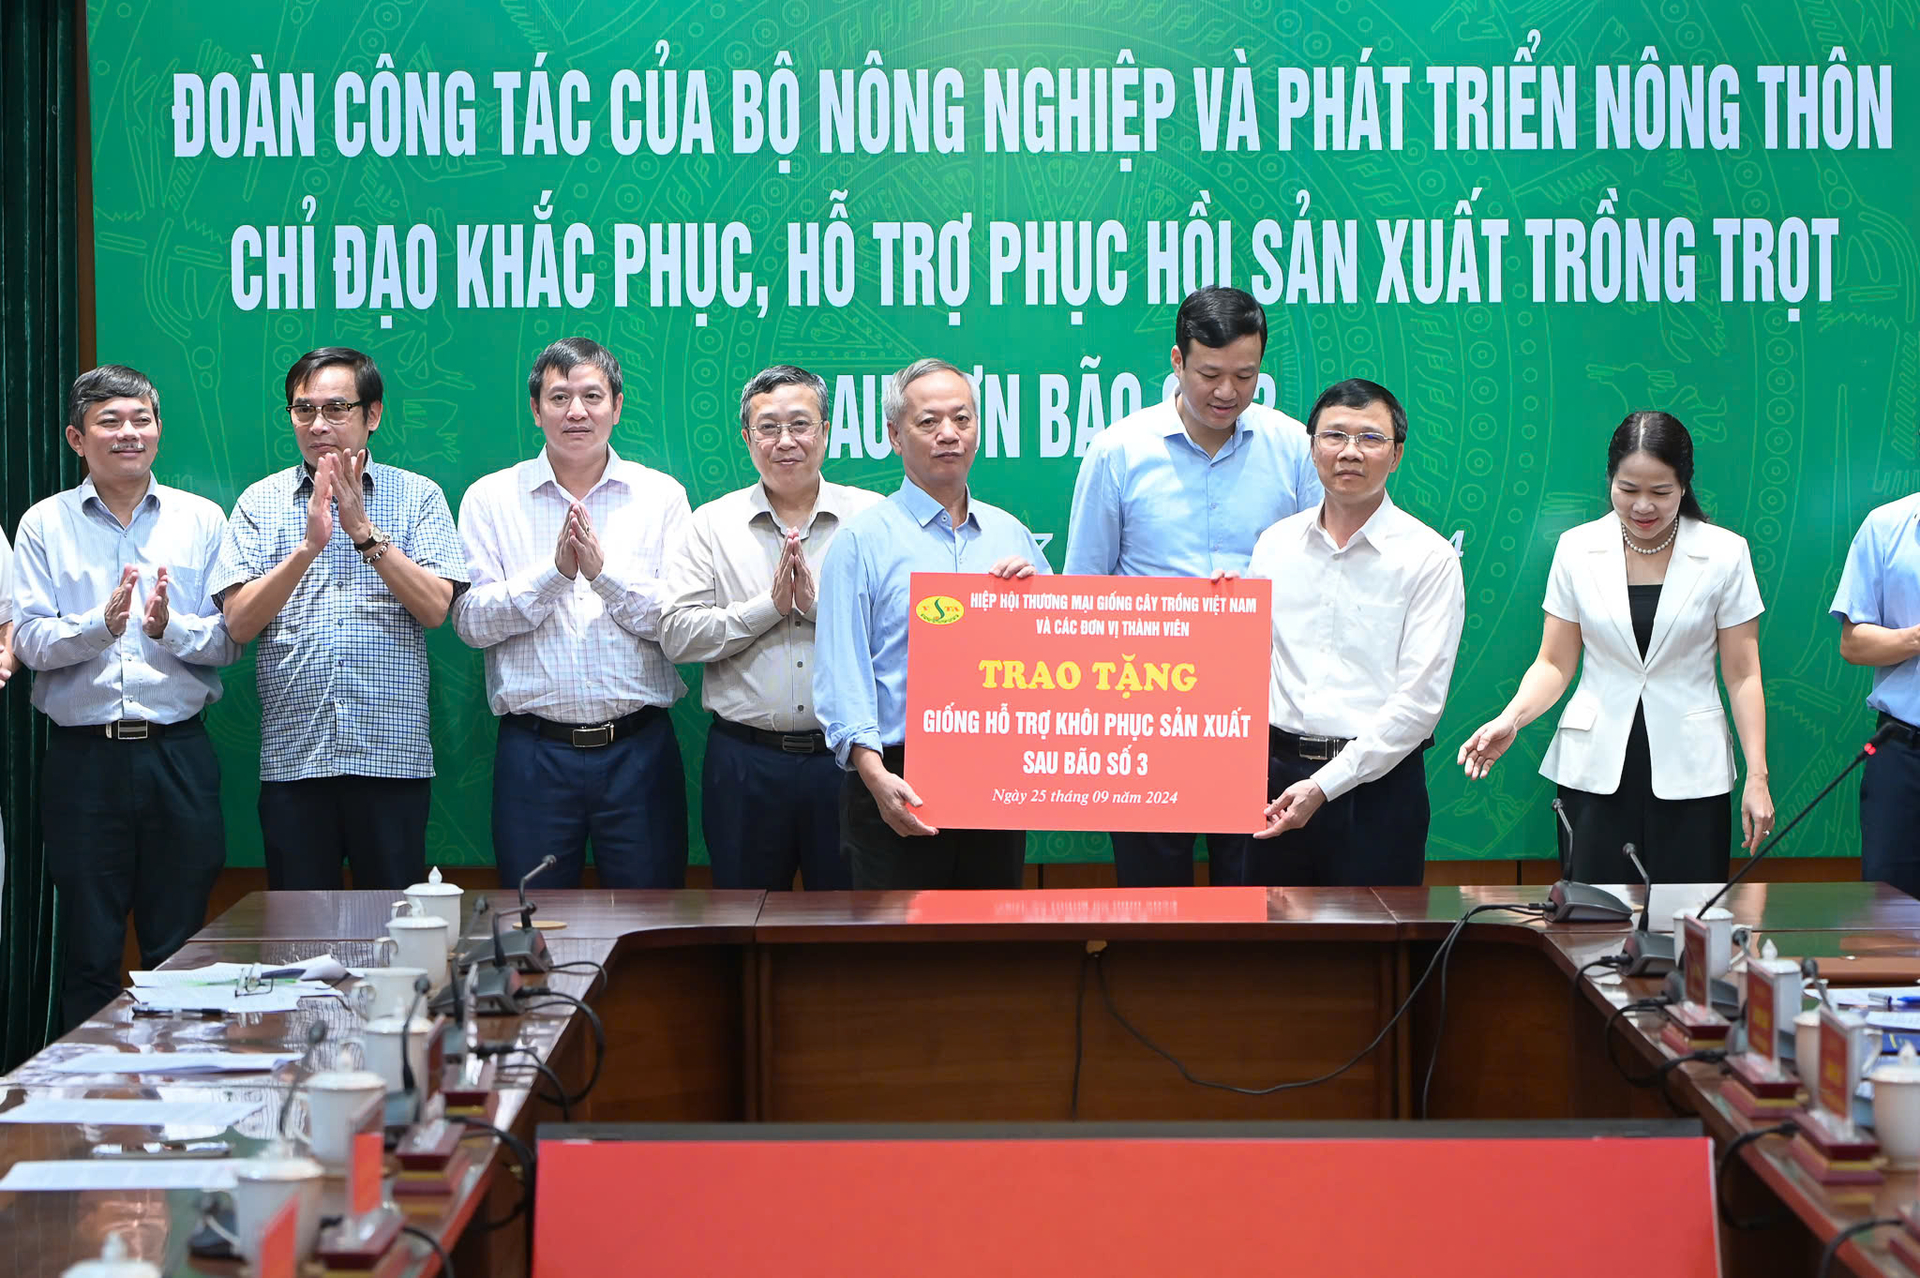 ĐOÀN CÔNG TÁC CỦA BỘ NÔNG NGHIỆP VÀ PHÁT TRIỂN NÔNG THÔN
CHỈ ĐẠO KHẮC PHỤC, HỖ TRỢ PHỤC HỒI SẢN XUẤT TRỒNG TRỌT
BÃO
VSTA
HIỆP HỘI THƯƠNG MẠI GIỐNG CÂY TRỒNG VIỆT NAM
VÀ CÁC ĐƠN VỊ THÀNH VIÊN
TRAO TẶNG
GIỐNG HỖ TRỢ KHÔI PHỤC SẢN XUẤT
SAU BÃO SỐ 3
Ngày 25 tháng 09 năm 2024